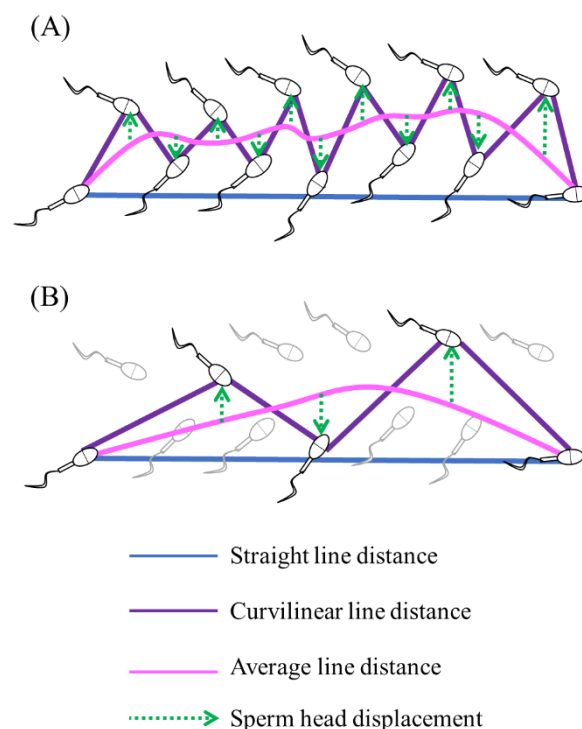 (A)
(B)
Straight line distance
Curvilinear line distance
Average line distance
Sperm head displacement